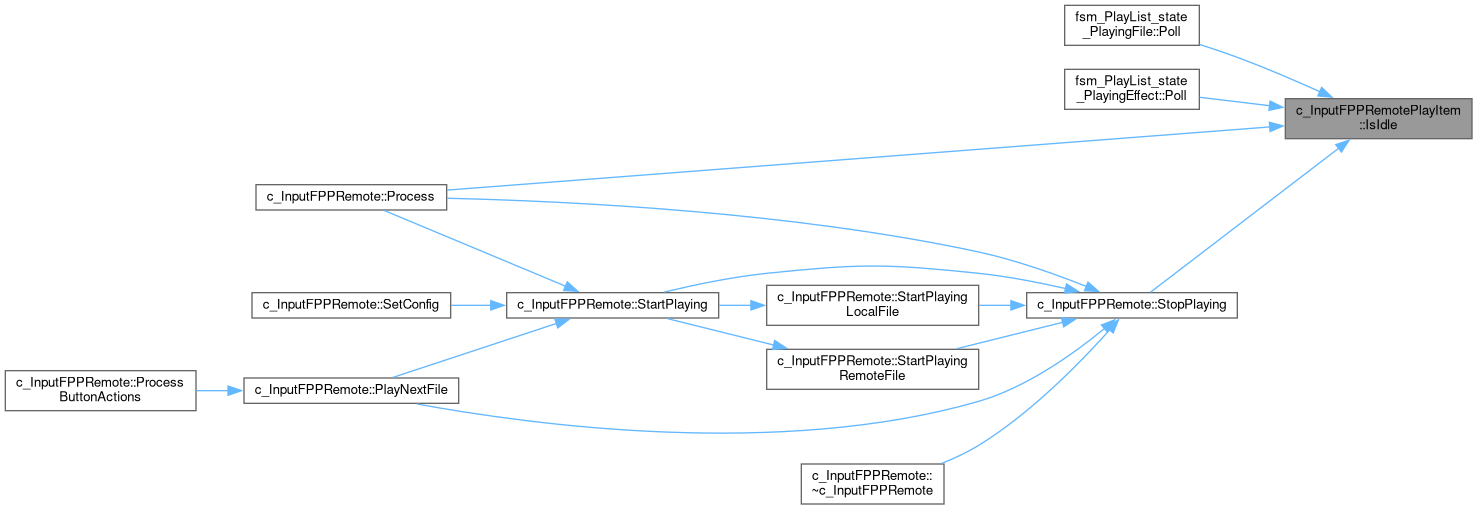 fsm_PlayList_state
_PlayingFile::Poll
fsm_PlayList_state
_PlayingEffect::Poll
c_InputFPPRemotePlayItem
::IsIdle
c_InputFPPRemote::Process
c_InputFPPRemote::SetConfig
c_InputFPPRemote::StartPlaying
c_InputFPPRemote::StartPlaying
LocalFile
c_InputFPPRemote::StopPlaying
c_InputFPPRemote::StartPlaying
RemoteFile
c_InputFPPRemote::Process
ButtonActions
c_InputFPPRemote::PlayNextFile
c_InputFPPRemote::
~c_InputFPPRemote